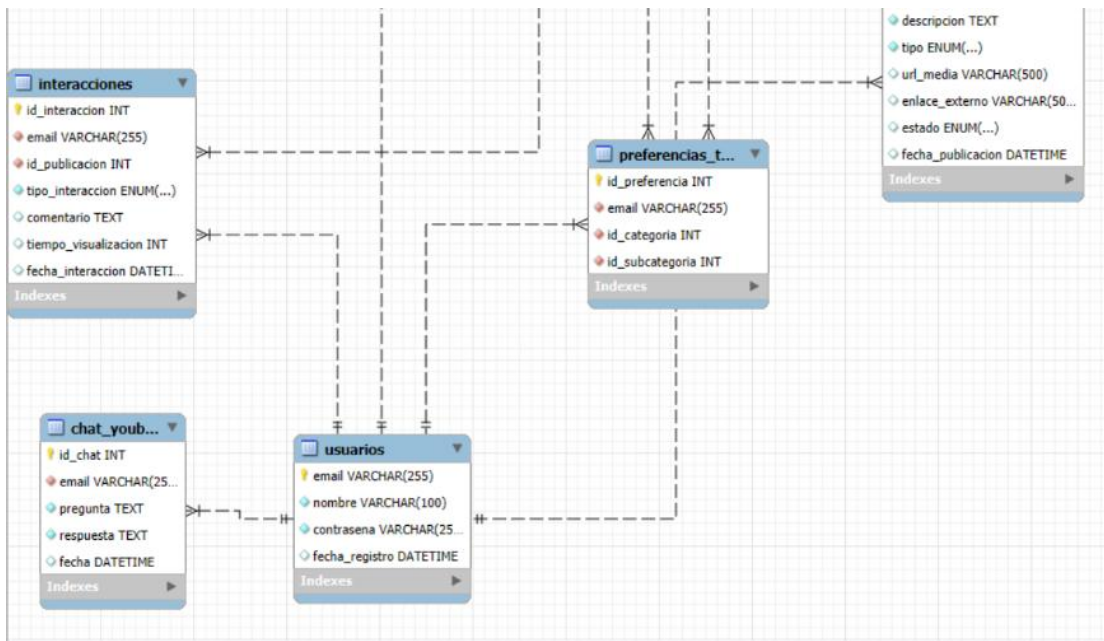 descripcion TEXT
tipo ENUM(...)
url_media VARCHAR(500)
enlace_externo VARCHAR(50...
estado ENUM(...)
fecha_publicacion DATETIME
Indexes
interacciones
id_interaccion INT
email VARCHAR(255)
id_publicacion INT
tipo_interaccion ENUM(...)
comentario TEXT
tiempo_visualizacion INT
fecha_interaccion DATETI...
Indexes
preferencias_t...
id_preferencia INT
email VARCHAR(255)
id_categoria INT
id_subcategoria INT
Indexes
chat_youb...
id_chat INT
email VARCHAR(25...
pregunta TEXT
respuesta TEXT
fecha DATETIME
Indexes
usuarios
email VARCHAR(255)
nombre VARCHAR(100)
contrasena VARCHAR(25...
fecha_registro DATETIME
Indexes